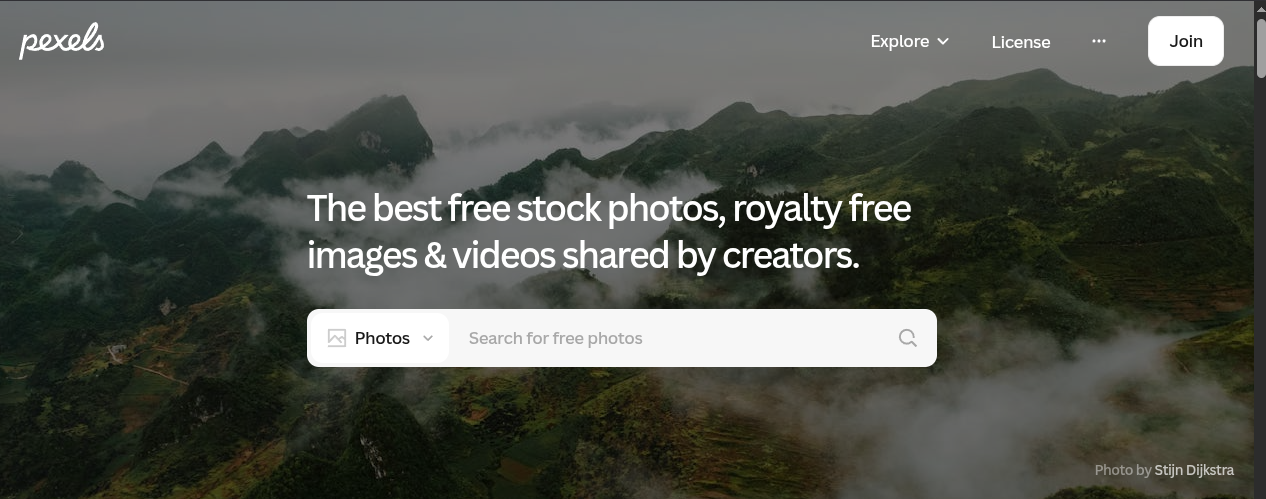 pexels
Explore
License
Join
The best free stock photos, royalty free
images & videos shared by creators.
Photos
Search for free photos
Photo by Stijn Dijkstra